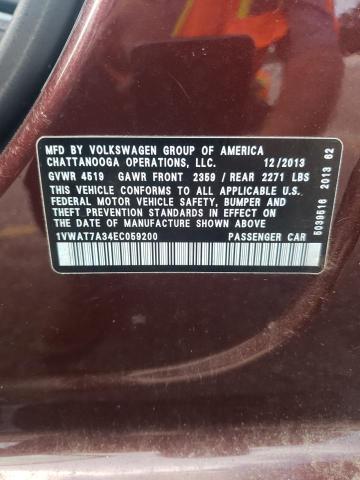 MFD BY VOLKSWAGEN GROUP OF AMERICA
CHATTANOOGA OPERATIONS, LLC. 12/2013
GVWR 4519 GAWR FRONT 2359 / REAR 2271 LBS
THIS VEHICLE CONFORMS TO ALL APPLICABLE U.S.
FEDERAL MOTOR VEHICLE SAFETY, BUMPER, AND
THEFT PREVENTION STANDARDS IN EFFECT ON
THE DATE OF MANUFACTURE SHOWN ABOVE
1VWAT7A34EC059200 PASSENGER CAR
5039516 2013 62